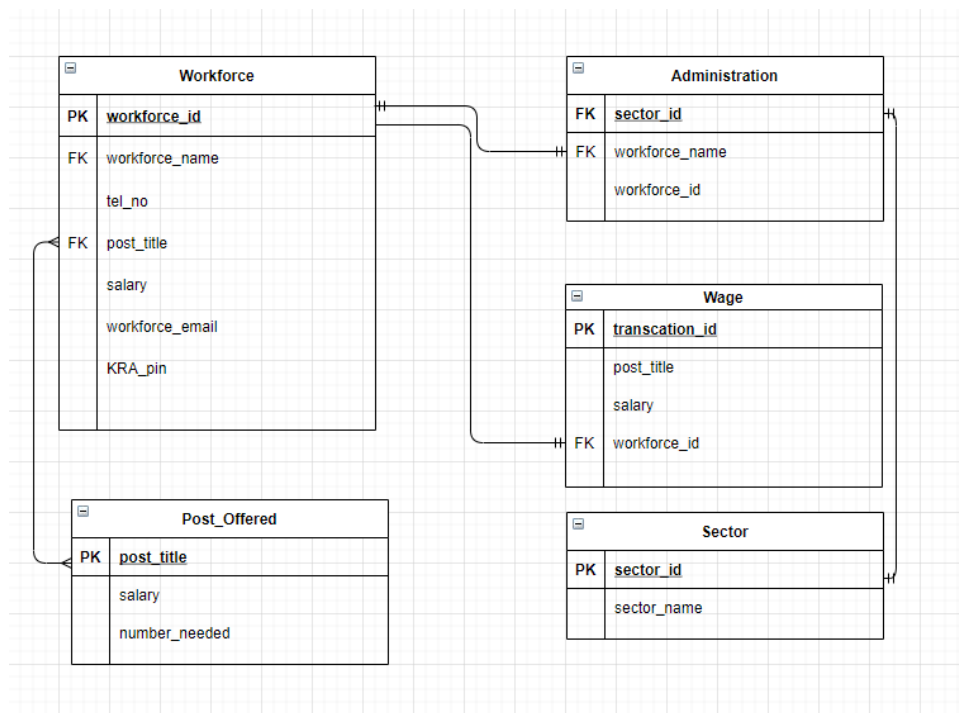 Workforce
PK workforce_id
FK workforce_name
tel_no
FK post_title
salary
workforce_email
KRA_pin
Administration
FK sector_id
FK workforce_name
workforce_id
Wage
PK transcation_id
post_title
salary
FK workforce_id
Post_Offered
PK post_title
salary
number_needed
Sector
PK sector_id
sector_name